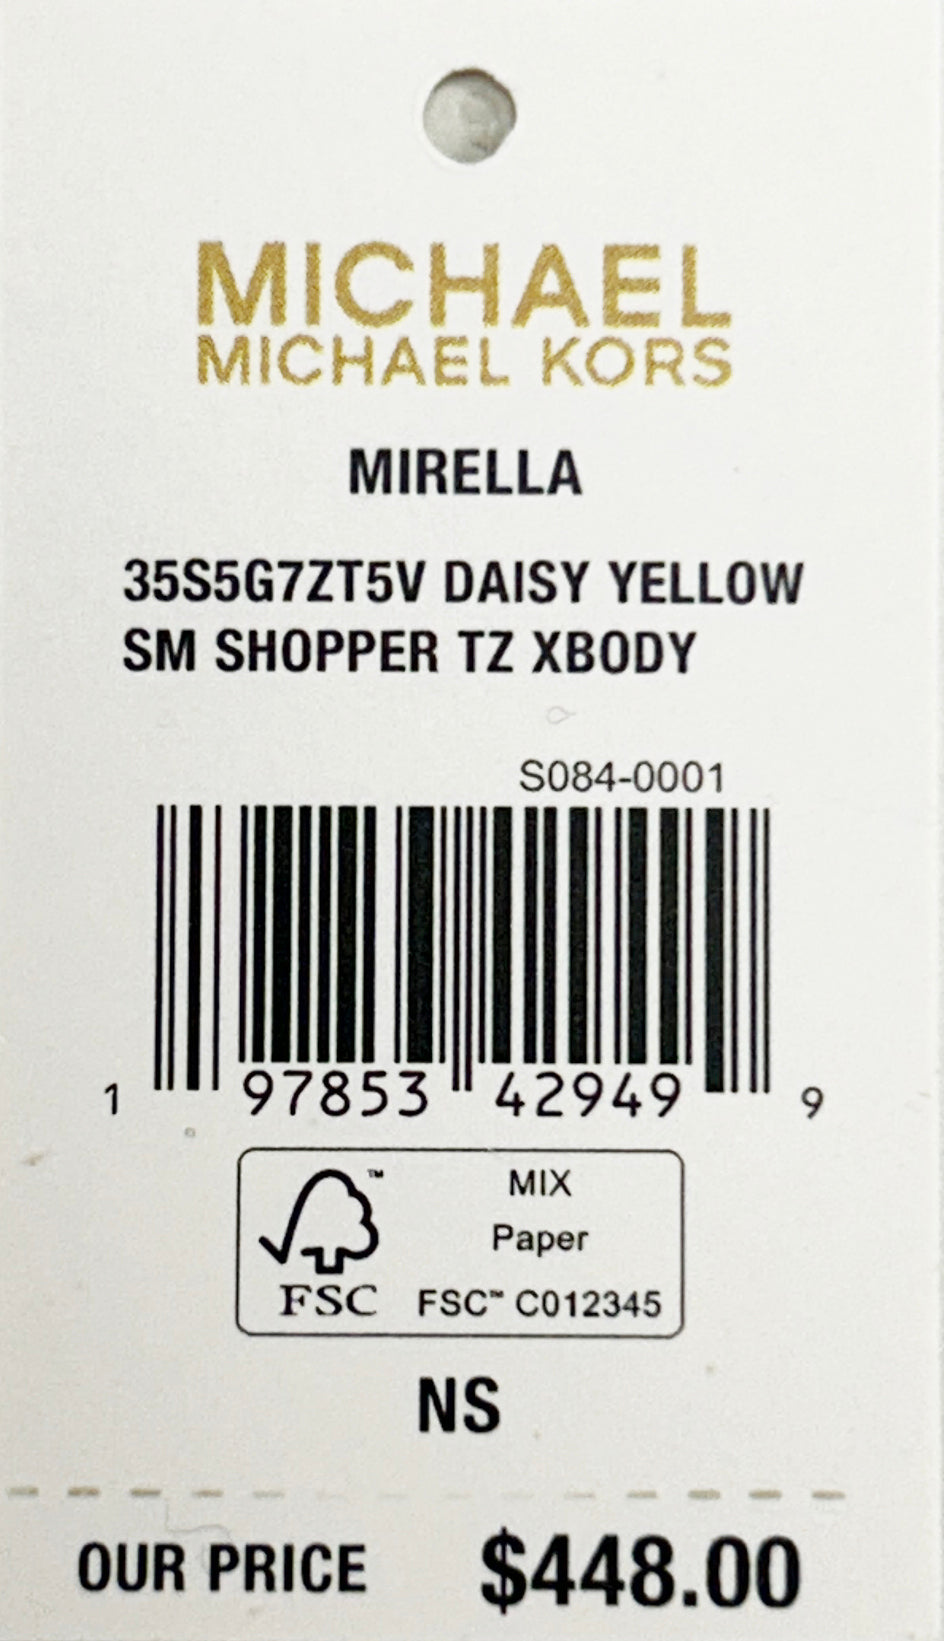 MICHAEL
MICHAEL KORS
MIRELLA
35S5G7ZT5V DAISY YELLOW
SM SHOPPER TZ XBODY
S084-0001
1 97853 42949 9
™
MIX
Paper
FSC FSC™ C012345
NS
OUR PRICE $448.00